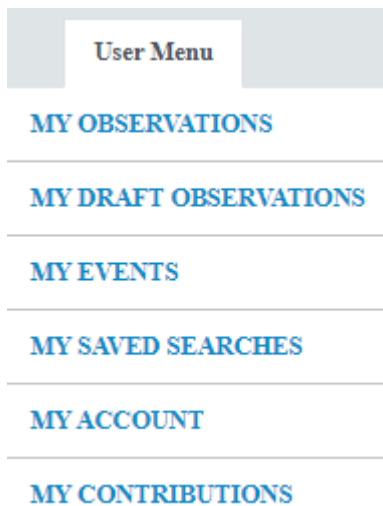 User Menu
MY OBSERVATIONS
MY DRAFT OBSERVATIONS
MY EVENTS
MY SAVED SEARCHES
MY ACCOUNT
MY CONTRIBUTIONS